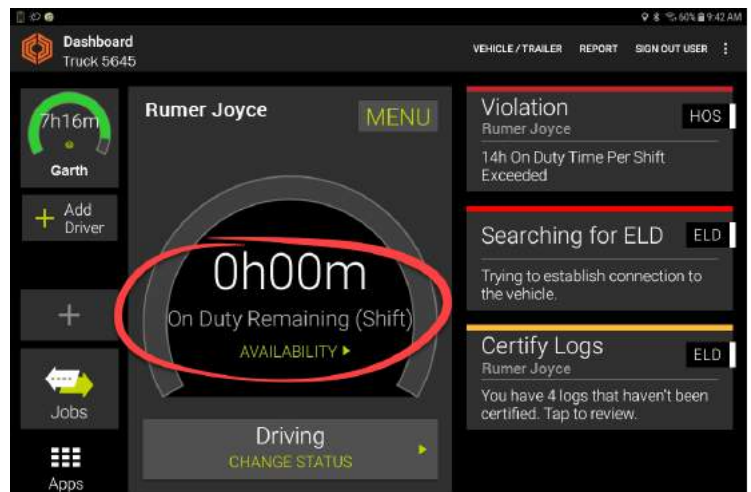 60% 9:42 AM
Dashboard
Truck 5645
VEHICLE / TRAILER REPORT SIGN OUT USER
7h16m
Garth
+ Add
Driver
+
Jobs
Apps
Rumer Joyce
MENU
0h00m
On Duty Remaining (Shift)
AVAILABILITY
Driving
CHANGE STATUS
Violation
Rumer Joyce
HOS
14h On Duty Time Per Shift
Exceeded
Searching for ELD
ELD
Trying to establish connection to
the vehicle.
Certify Logs
Rumer Joyce
ELD
You have 4 logs that haven't been
certified. Tap to review.